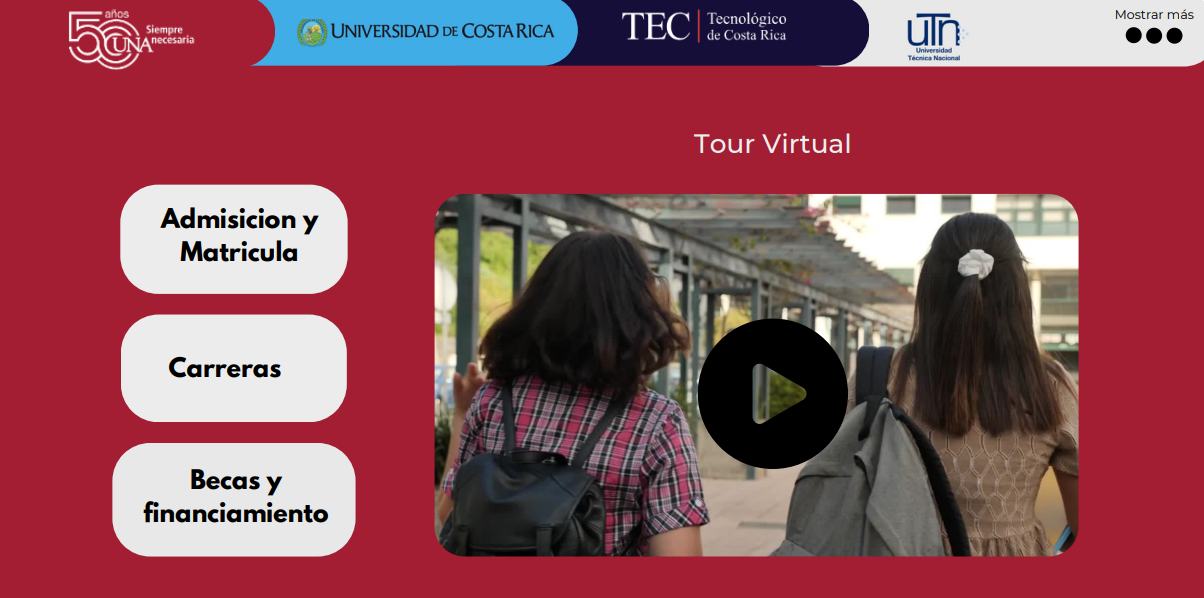 50 años
CUNA
Siempre
necesaria
UNIVERSIDAD DE COSTA RICA
TEC
Tecnológico
de Costa Rica
UTN
Universidad
Técnica Nacional
Mostrar más
Tour Virtual
Admisicion y
Matricula
Carreras
Becas y
financiamiento